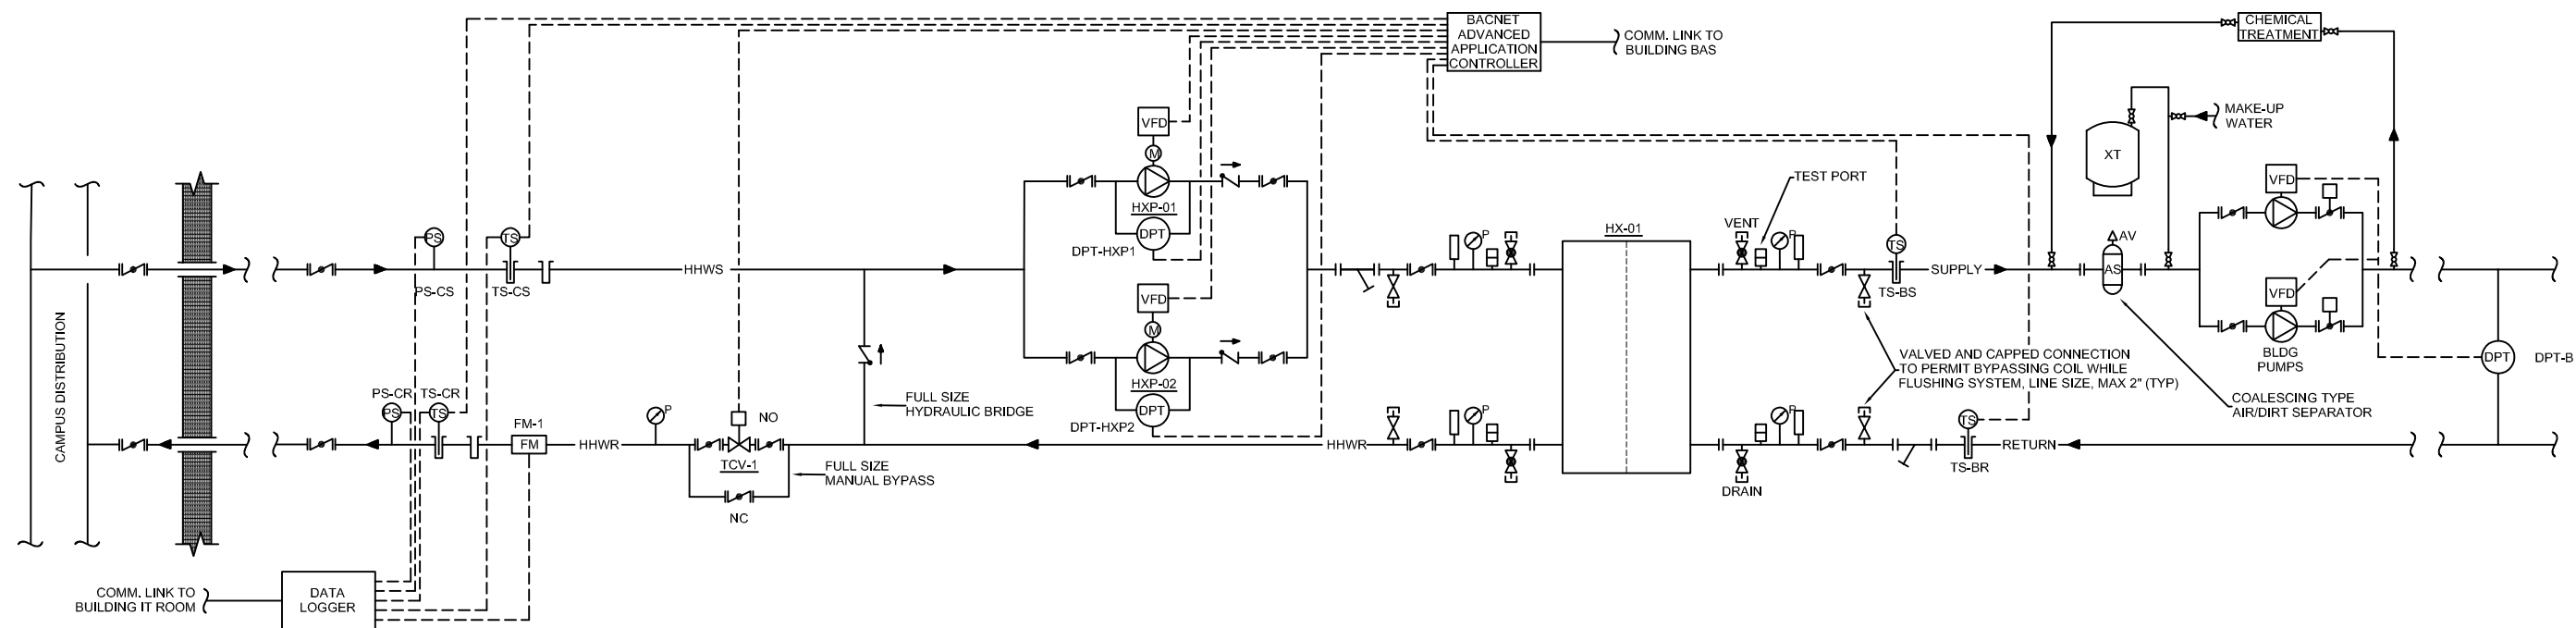 BACNET
ADVANCED
APPLICATION
CONTROLLER
COMM. LINK TO
BUILDING BAS
CHEMICAL
TREATMENT
MAKE-UP
WATER
XT
VFD
M
HXP-01
DPT
DPT-HXP1
VFD
M
HXP-02
DPT
DPT-HXP2
TEST PORT
VENT
P
P
HX-01
TS
TS-BS
SUPPLY
AV
AS
VFD
VFD
BLDG
PUMPS
DPT
DPT-B
CAMPUS DISTRIBUTION
PS
PS-CS
TS
TS-CS
HHWS
PS-CR
TS-CR
PS
TS
FM-1
FM
HHWR
P
NO
TCV-1
NC
FULL SIZE
HYDRAULIC BRIDGE
FULL SIZE
MANUAL BYPASS
HHWR
P
P
DRAIN
VALVED AND CAPPED CONNECTION
TO PERMIT BYPASSING COIL WHILE
FLUSHING SYSTEM, LINE SIZE, MAX 2" (TYP)
COALESCING TYPE
AIR/DIRT SEPARATOR
TS
TS-BR
RETURN
COMM. LINK TO
BUILDING IT ROOM
DATA
LOGGER